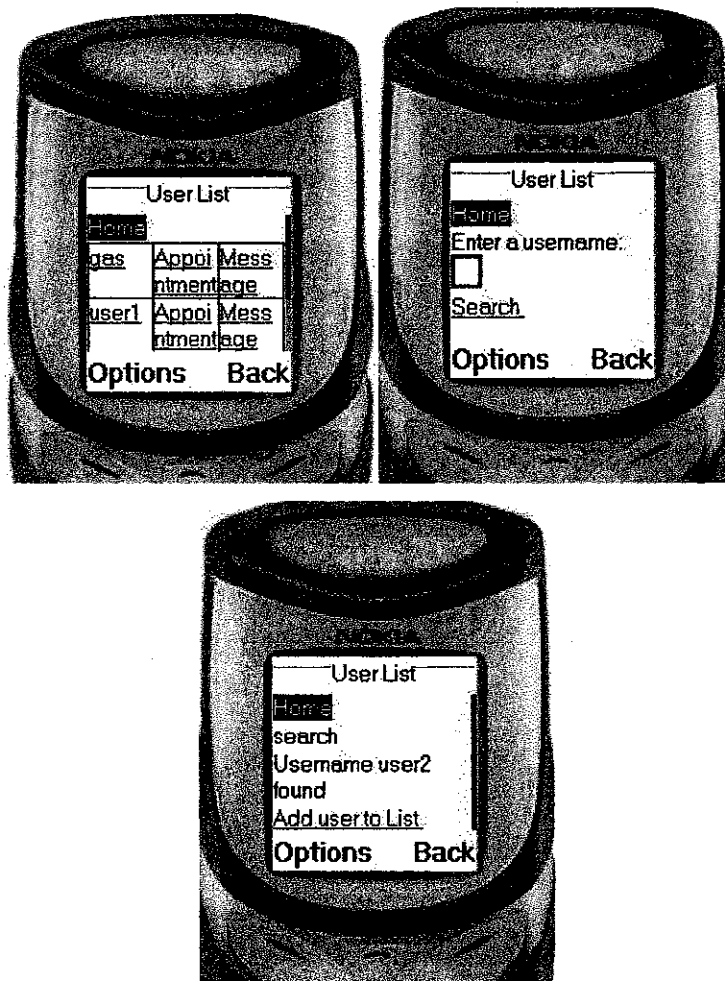 NOKIA
User List
Home
gas Appoi Mess
ntment age
user1 Appoi Mess
ntment age
Options Back
NOKIA
User List
Home
Enter a username:
Search
Options Back
NOKIA
User List
Home
search
Username user2
found
Add user to List
Options Back